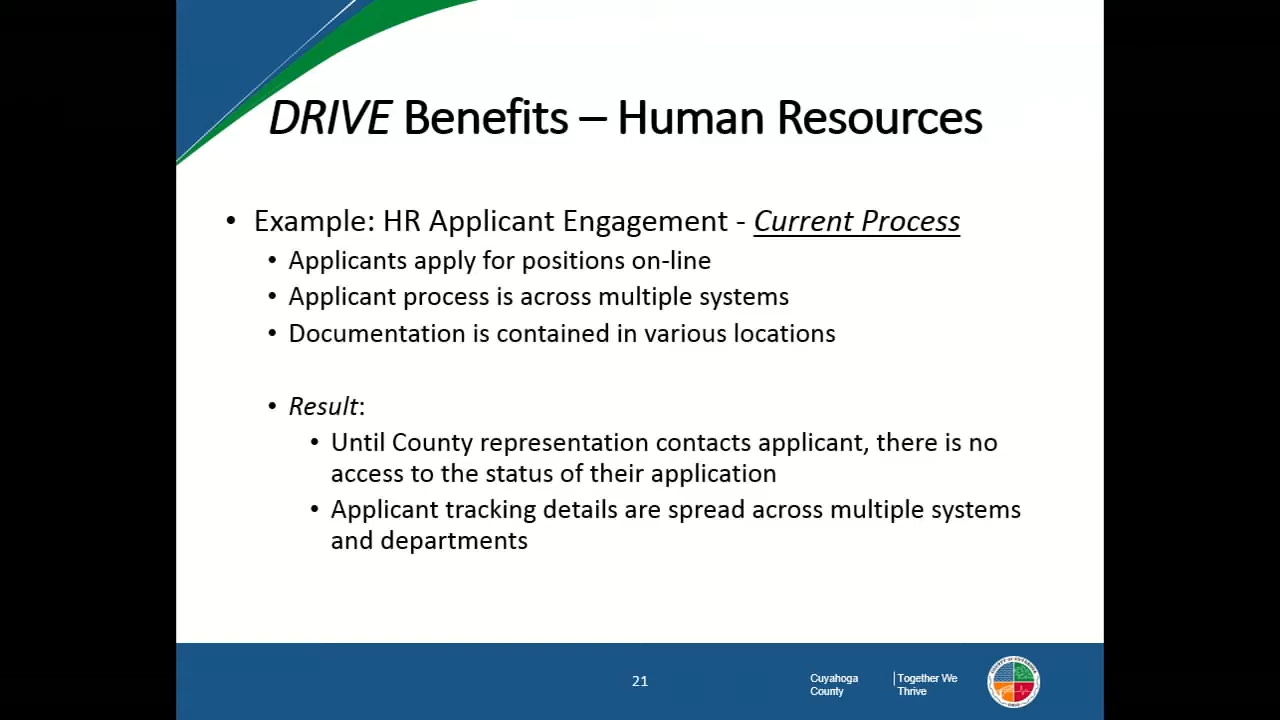 DRIVE Benefits – Human Resources
• Example: HR Applicant Engagement - Current Process
• Applicants apply for positions on-line
• Applicant process is across multiple systems
• Documentation is contained in various locations
• Result:
• Until County representation contacts applicant, there is no
access to the status of their application
• Applicant tracking details are spread across multiple systems
and departments
21
Cuyahoga
County
Together We
Thrive